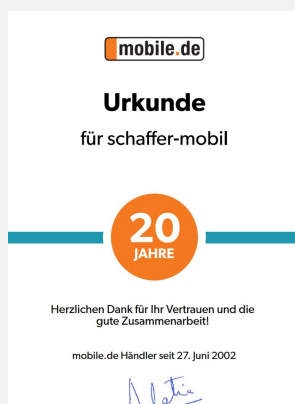 mobile.de
Urkunde
für schaffer-mobil
20
JAHRE
Herzlichen Dank für Ihr Vertrauen und die
gute Zusammenarbeit!
mobile.de Händler seit 27. Juni 2002